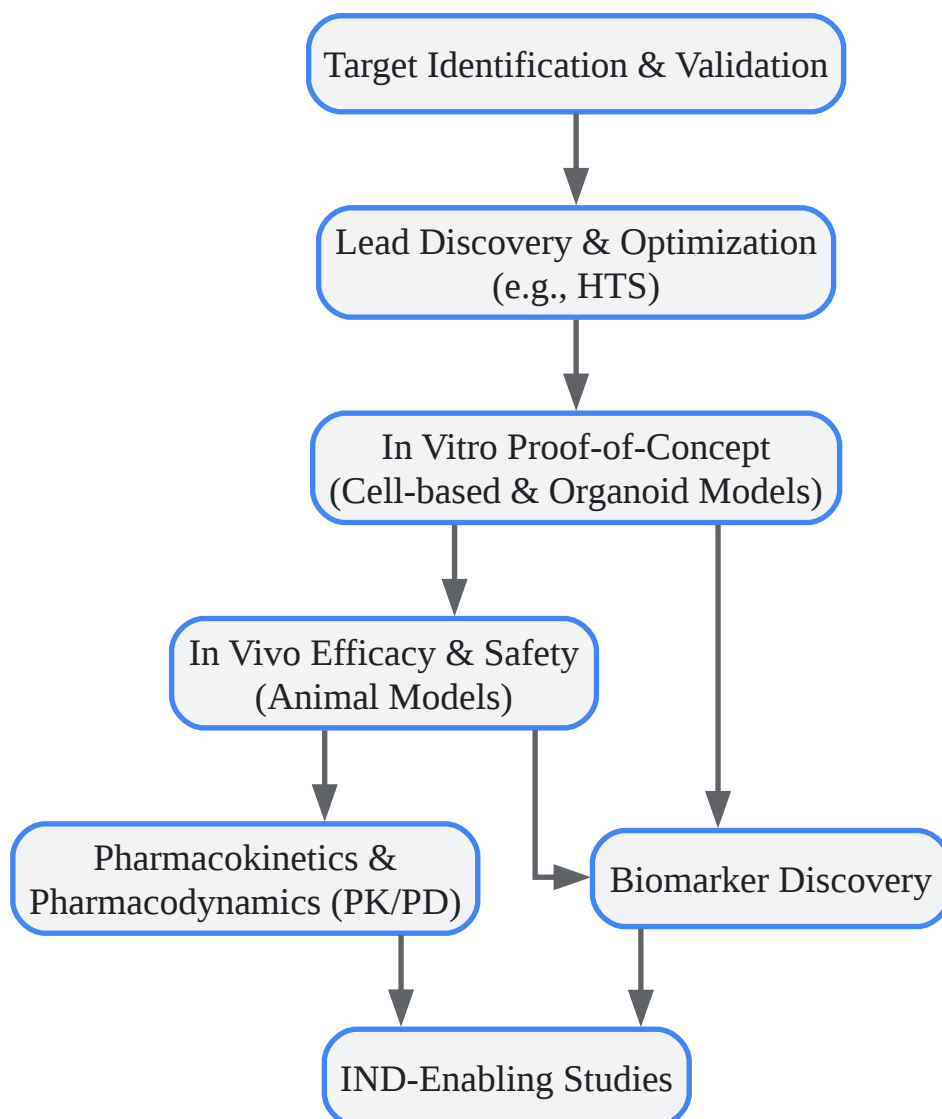 Target Identification & Validation
Lead Discovery & Optimization
(e.g., HTS)
In Vitro Proof-of-Concept
(Cell-based & Organoid Models)
In Vivo Efficacy & Safety
(Animal Models)
Pharmacokinetics &
Pharmacodynamics (PK/PD)
Biomarker Discovery
IND-Enabling Studies